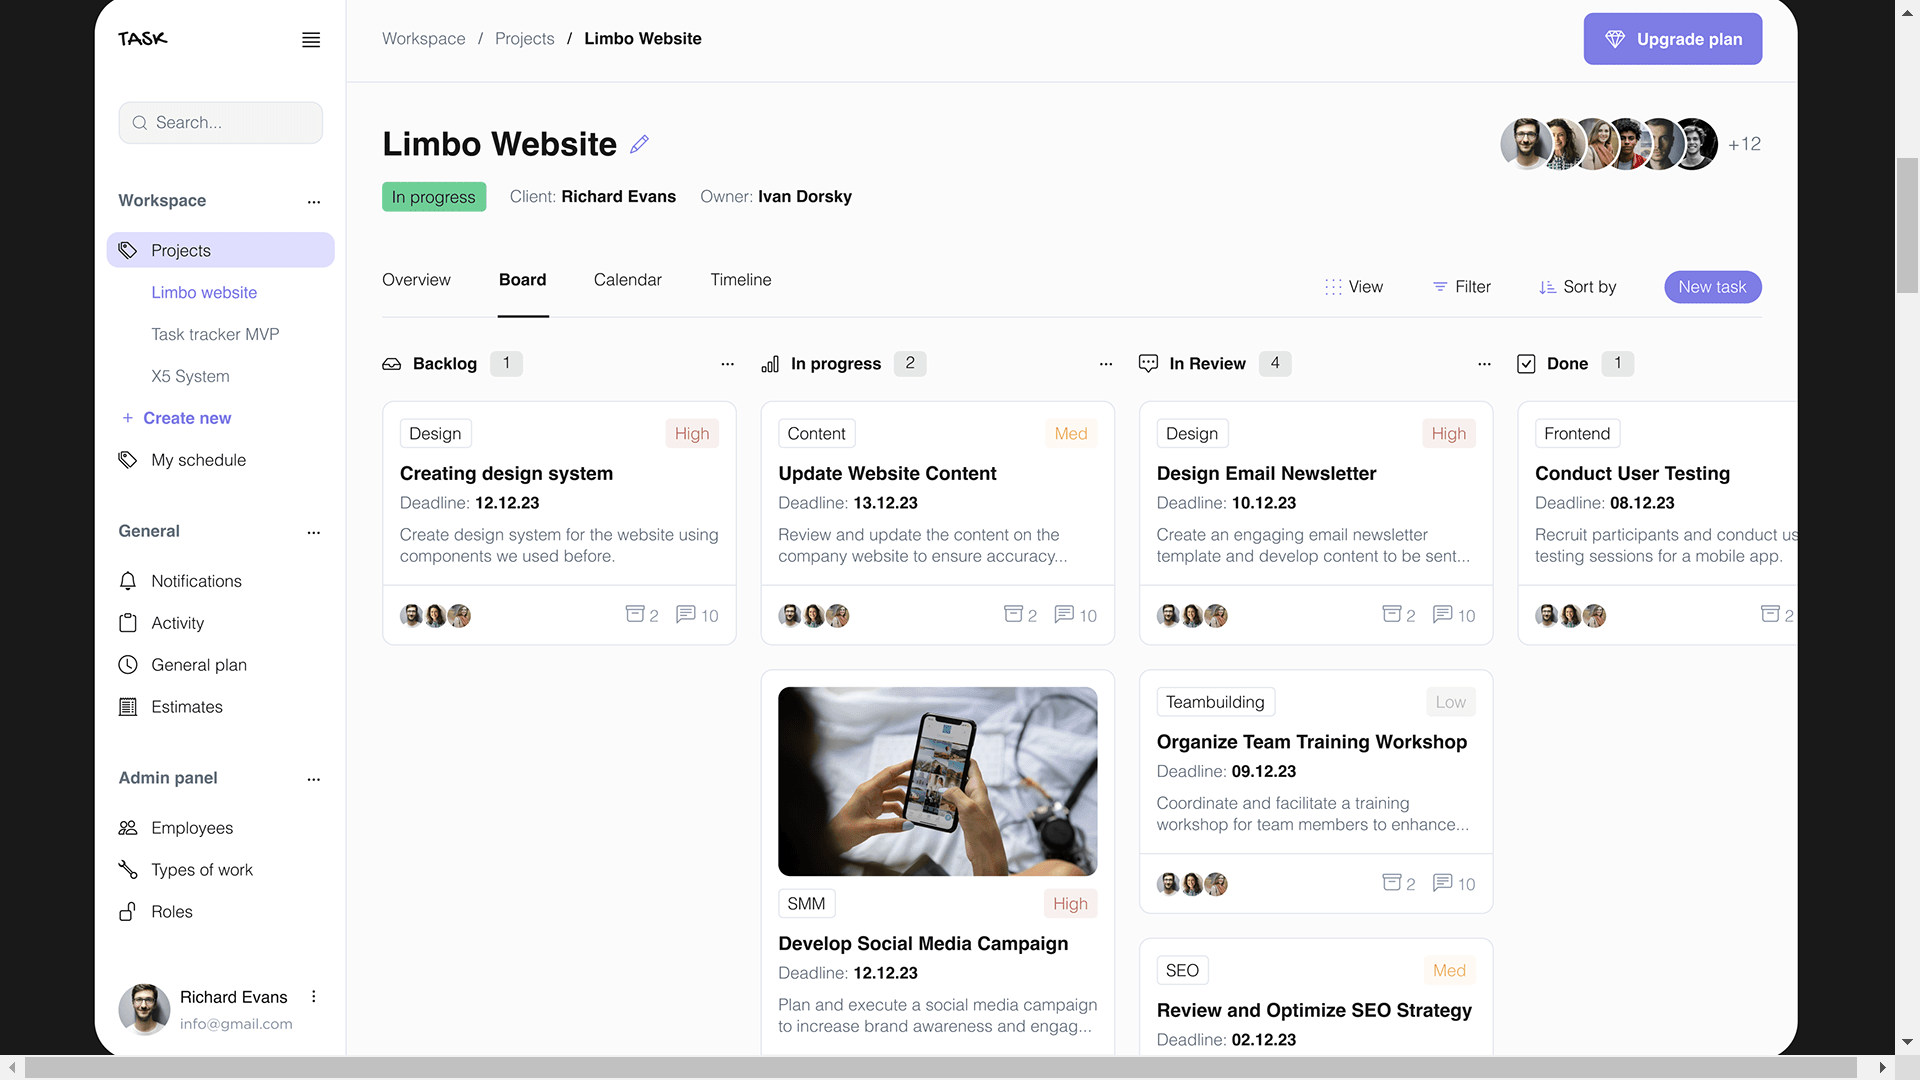 TASK
Search...
Workspace
Projects
Limbo website
Task tracker MVP
X5 System
+ Create new
My schedule
General
Notifications
Activity
General plan
Estimates
Admin panel
Employees
Types of work
Roles
Richard Evans
info@gmail.com
Workspace / Projects / Limbo Website
Upgrade plan
Limbo Website
+12
In progress
Client: Richard Evans
Owner: Ivan Dorsky
Overview
Board
Calendar
Timeline
View
Filter
Sort by
New task
Backlog 1
Design
High
Creating design system
Deadline: 12.12.23
Create design system for the website using
components we used before.
2
10
In progress 2
Content
Med
Update Website Content
Deadline: 13.12.23
Review and update the content on the
company website to ensure accuracy...
2
10
SMM
High
Develop Social Media Campaign
Deadline: 12.12.23
Plan and execute a social media campaign
to increase brand awareness and engag...
In Review 4
Design
High
Design Email Newsletter
Deadline: 10.12.23
Create an engaging email newsletter
template and develop content to be sent...
2
10
Teambuilding
Low
Organize Team Training Workshop
Deadline: 09.12.23
Coordinate and facilitate a training
workshop for team members to enhance...
2
10
SEO
Med
Review and Optimize SEO Strategy
Deadline: 02.12.23
Done 1
Frontend
Conduct User Testing
Deadline: 08.12.23
Recruit participants and conduct us
testing sessions for a mobile app.
2